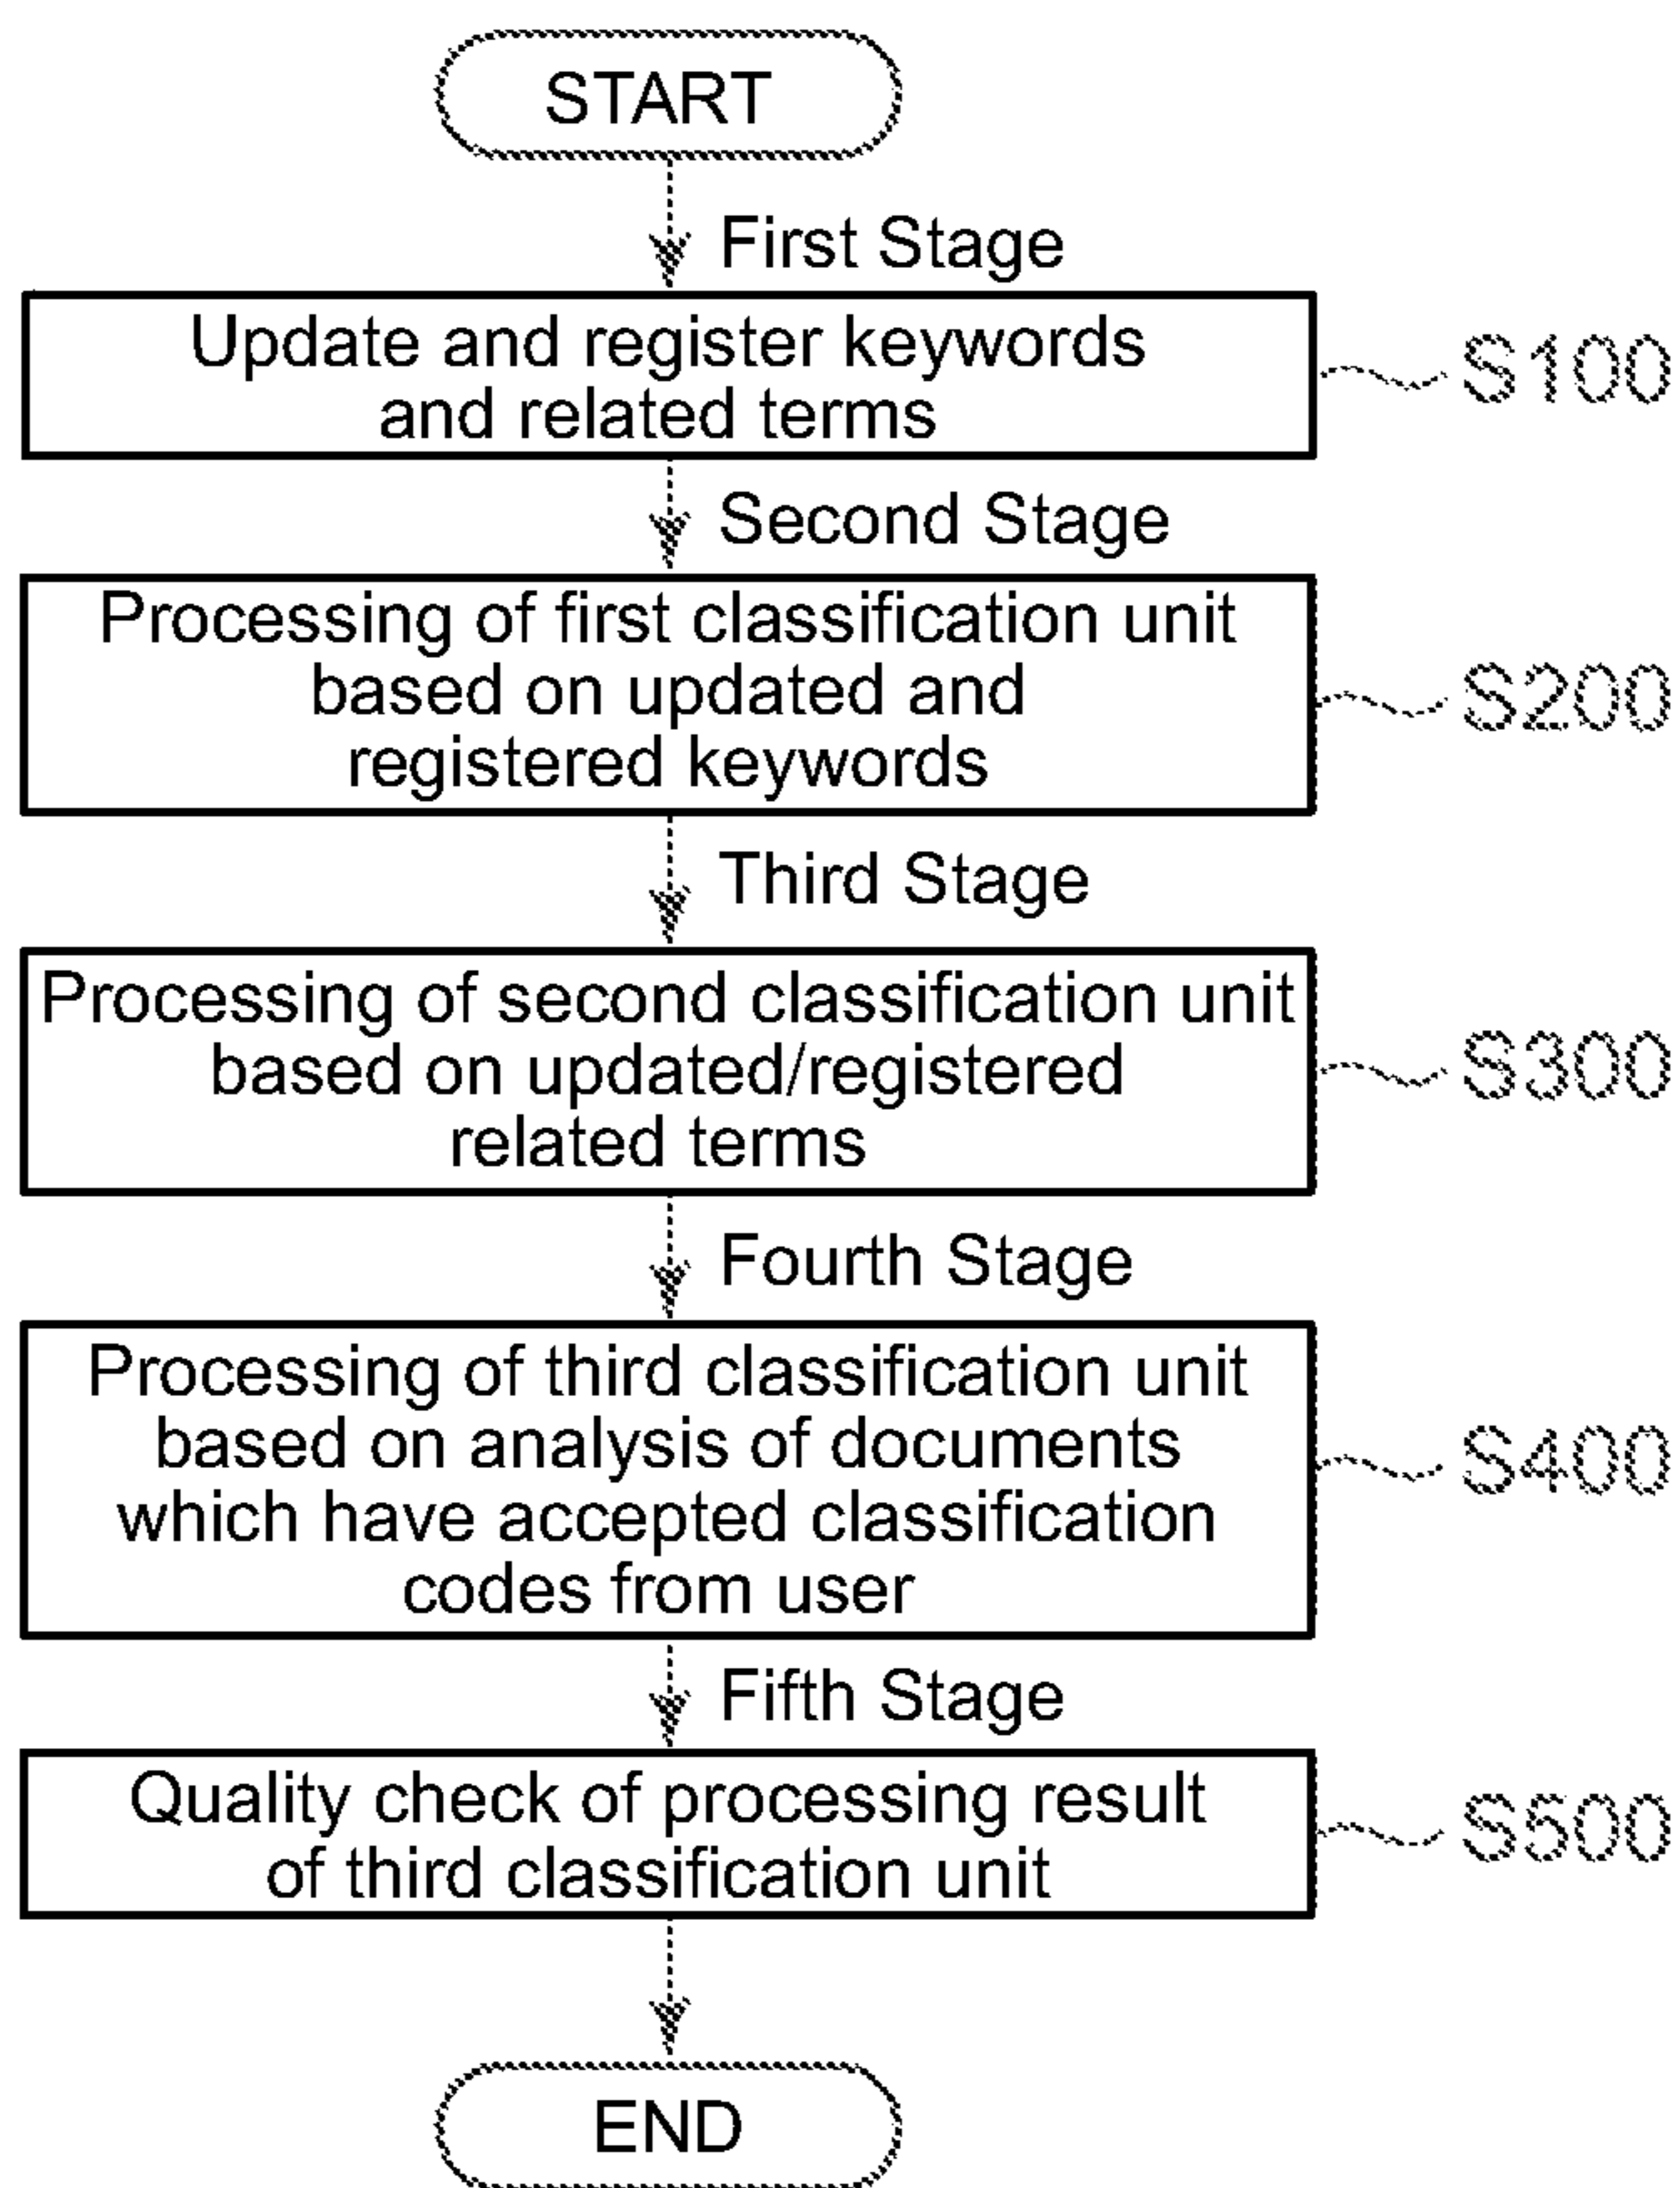 START
First Stage
Update and register keywords
and related terms
S100
Second Stage
Processing of first classification unit
based on updated and
registered keywords
S200
Third Stage
Processing of second classification unit
based on updated/registered
related terms
S300
Fourth Stage
Processing of third classification unit
based on analysis of documents
which have accepted classification
codes from user
S400
Fifth Stage
Quality check of processing result
of third classification unit
S500
END